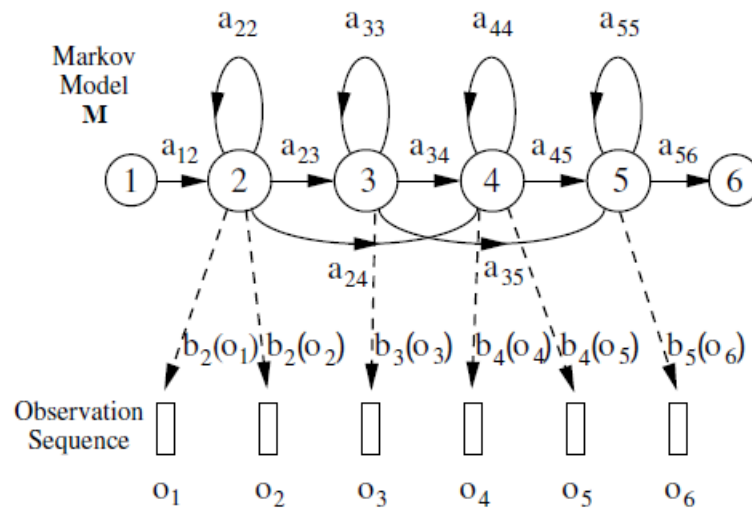 a22 a33 a44 a55
Markov
Model
M
a12 a23 a34 a45 a56
1 2 3 4 5 6
a24 a35
b2(o1) b2(o2) b3(o3) b4(o4) b4(o5) b5(o6)
Observation
Sequence
o1 o2 o3 o4 o5 o6